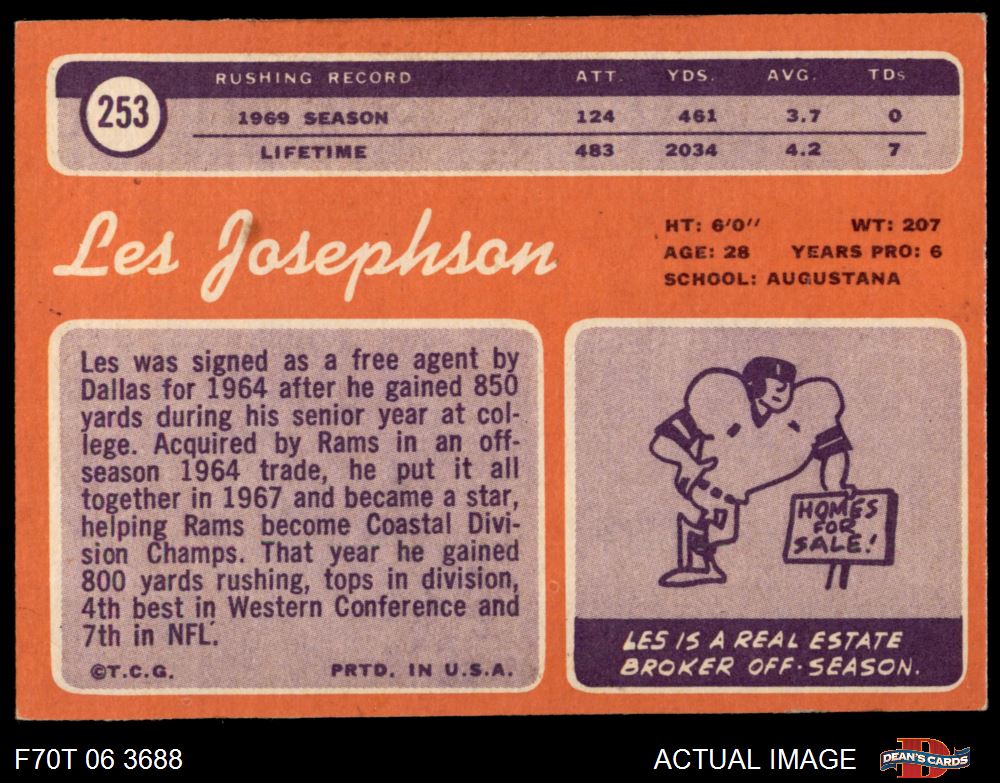 253
RUSHING RECORD ATT. YDS. AVG. TDs
1969 SEASON 124 461 3.7 0
LIFETIME 483 2034 4.2 7
Les Josephson
HT: 6'0'' WT: 207
AGE: 28 YEARS PRO: 6
SCHOOL: AUGUSTANA
Les was signed as a free agent by
Dallas for 1964 after he gained 850
yards during his senior year at col-
lege. Acquired by Rams in an off-
season 1964 trade, he put it all
together in 1967 and became a star,
helping Rams become Coastal Divi-
sion Champs. That year he gained
800 yards rushing, tops in division,
4th best in Western Conference and
7th in NFL.
©T.C.G. PRTD. IN U.S.A.
HOMES
FOR
SALE!
LES IS A REAL ESTATE
BROKER OFF-SEASON.
F70T 06 3688 ACTUAL IMAGE
DEAN'S CARDS